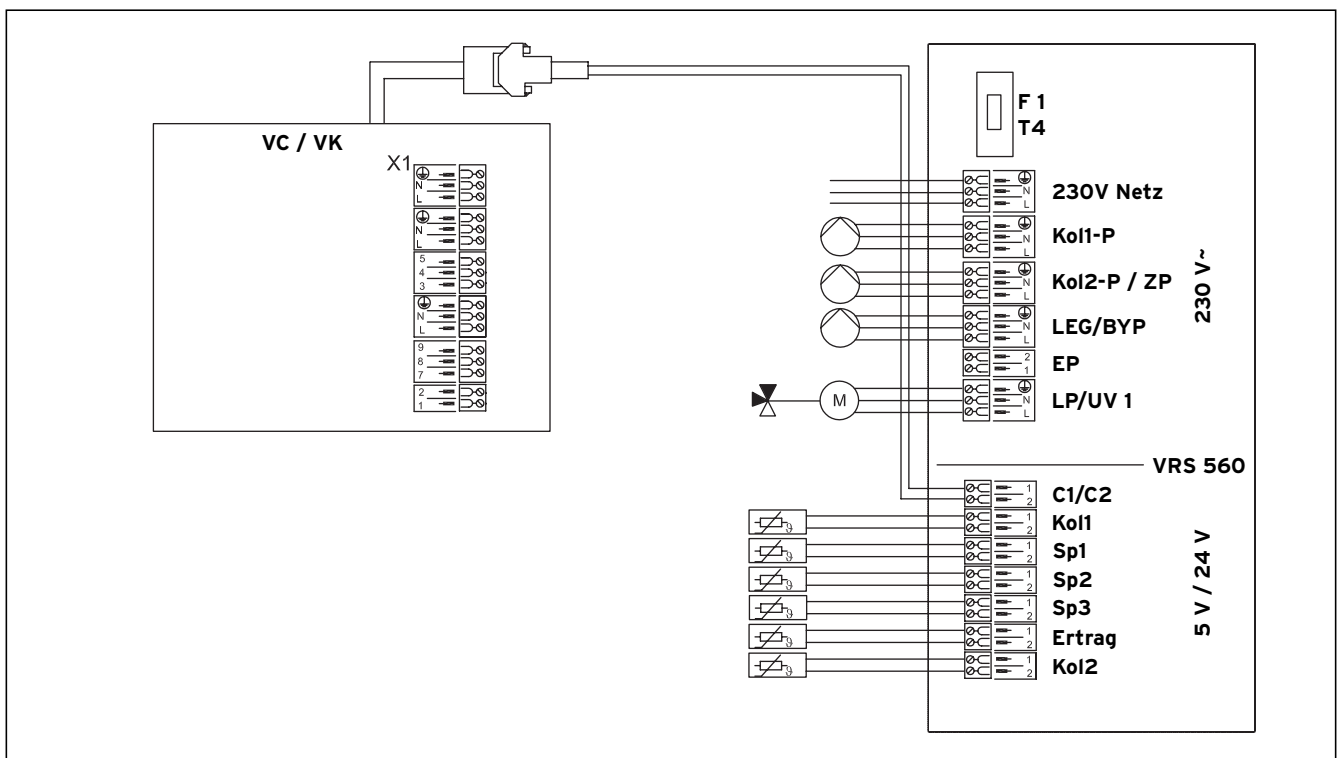 VC / VK
X1
N
L
N
L
5
4
3
N
L
9
8
7
2
1
F 1
T4
N
L
230V Netz
N
L
Kol1-P
N
L
Kol2-P / ZP
N
L
LEG/BYP
2
1
EP
M
N
L
LP/UV 1
230 V~
VRS 560
1
2
C1/C2
ϑ
1
2
Kol1
ϑ
1
2
Sp1
ϑ
1
2
Sp2
ϑ
1
2
Sp3
ϑ
1
2
Ertrag
ϑ
1
2
Kol2
5 V / 24 V